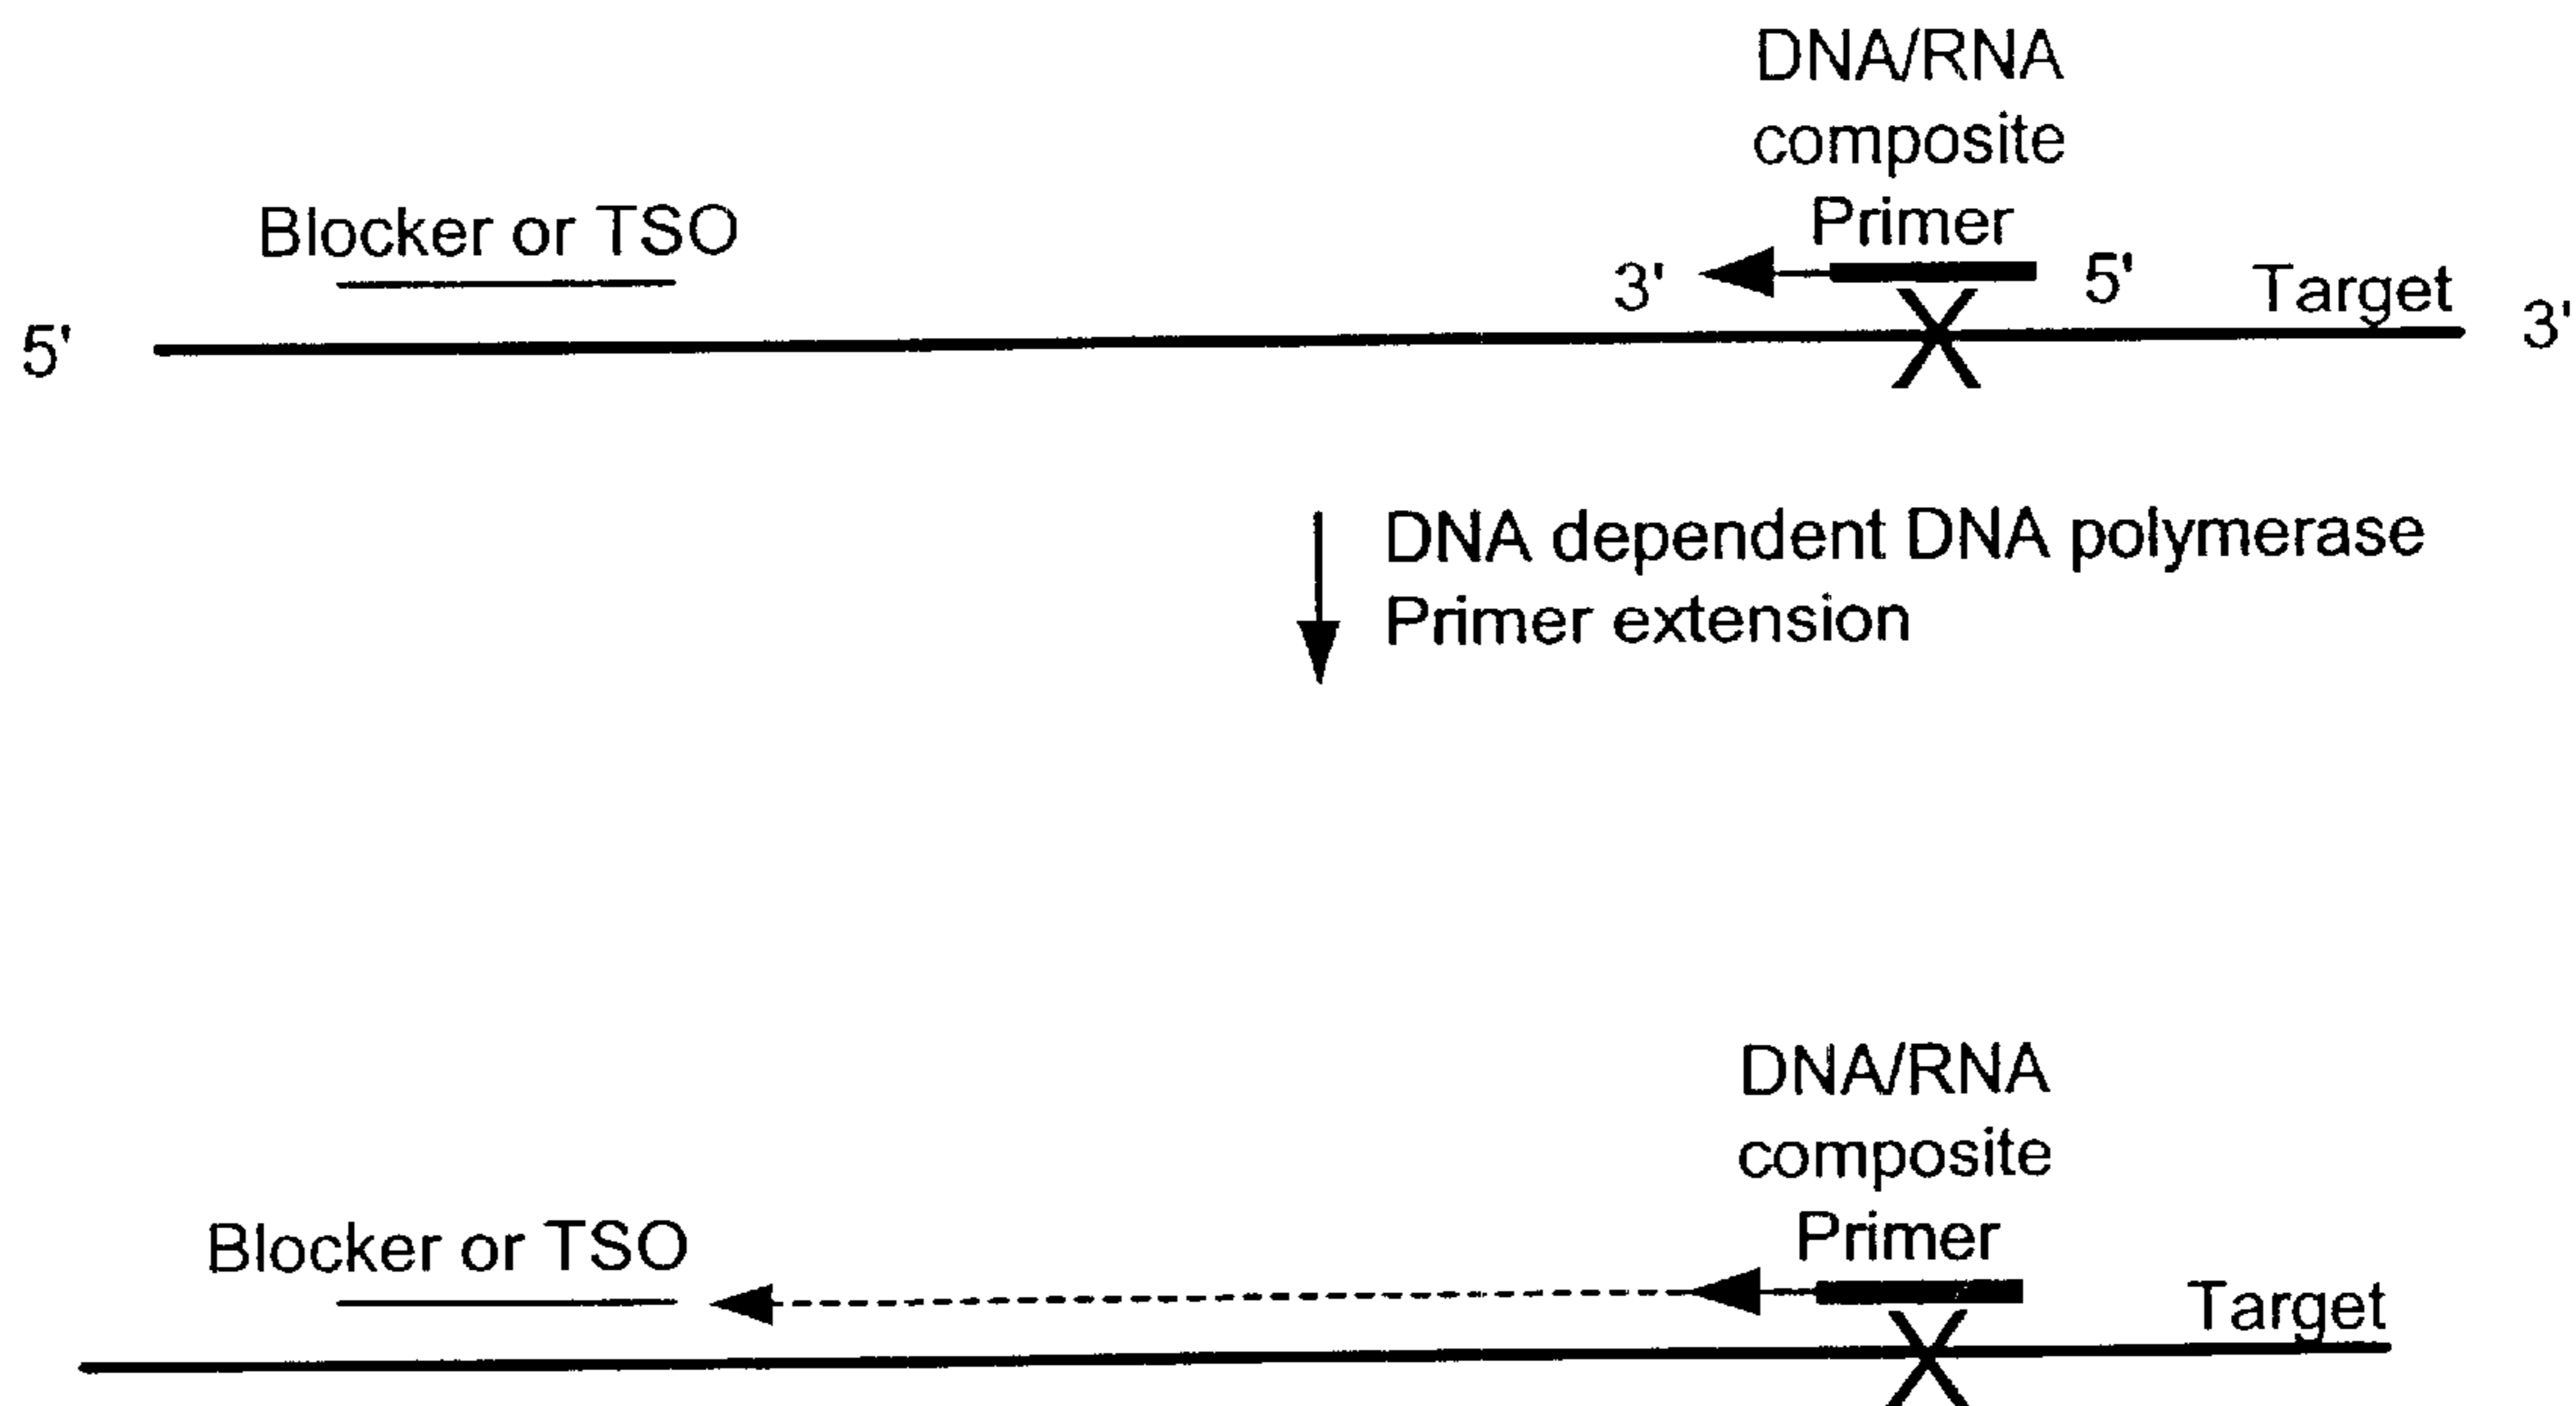 DNA/RNA
composite
Primer
Blocker or TSO
3'
5'
Target
5'
3'
X
DNA dependent DNA polymerase
Primer extension
DNA/RNA
composite
Primer
Blocker or TSO
Target
X